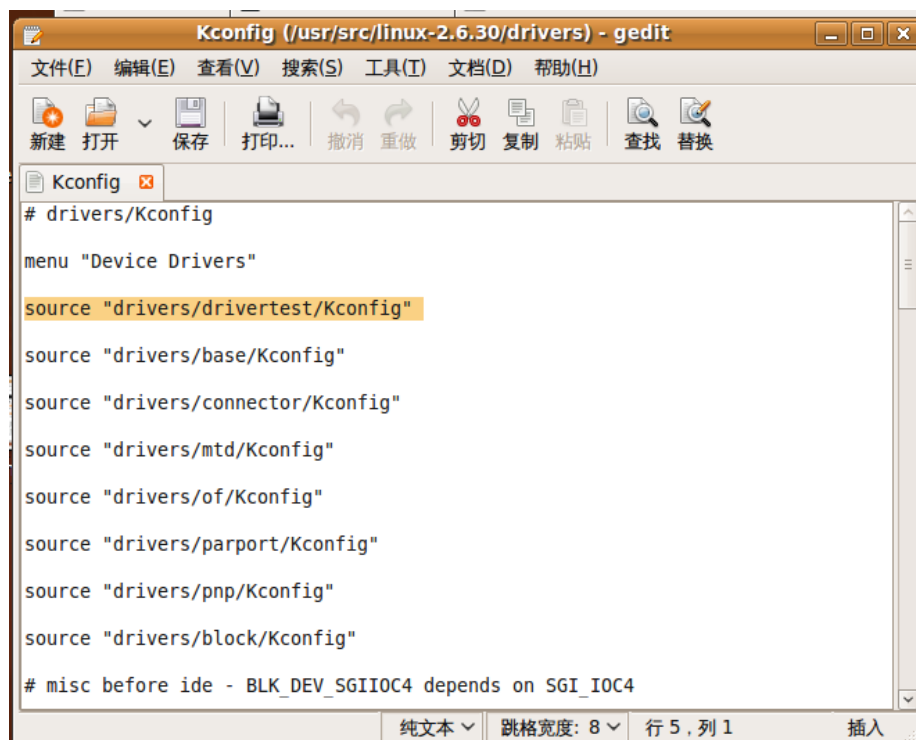 Kconfig (/usr/src/linux-2.6.30/drivers) - gedit
文件(F) 编辑(E) 查看(V) 搜索(S) 工具(T) 文档(D) 帮助(H)
新建 打开 保存 打印... 撤消 重做 剪切 复制 粘贴 查找 替换
Kconfig
# drivers/Kconfig
menu "Device Drivers"
source "drivers/drivertest/Kconfig"
source "drivers/base/Kconfig"
source "drivers/connector/Kconfig"
source "drivers/mtd/Kconfig"
source "drivers/of/Kconfig"
source "drivers/parport/Kconfig"
source "drivers/pnp/Kconfig"
source "drivers/block/Kconfig"
# misc before ide - BLK_DEV_SGIIOC4 depends on SGI_IOC4
纯文本 跳格宽度: 8 行 5，列 1 插入